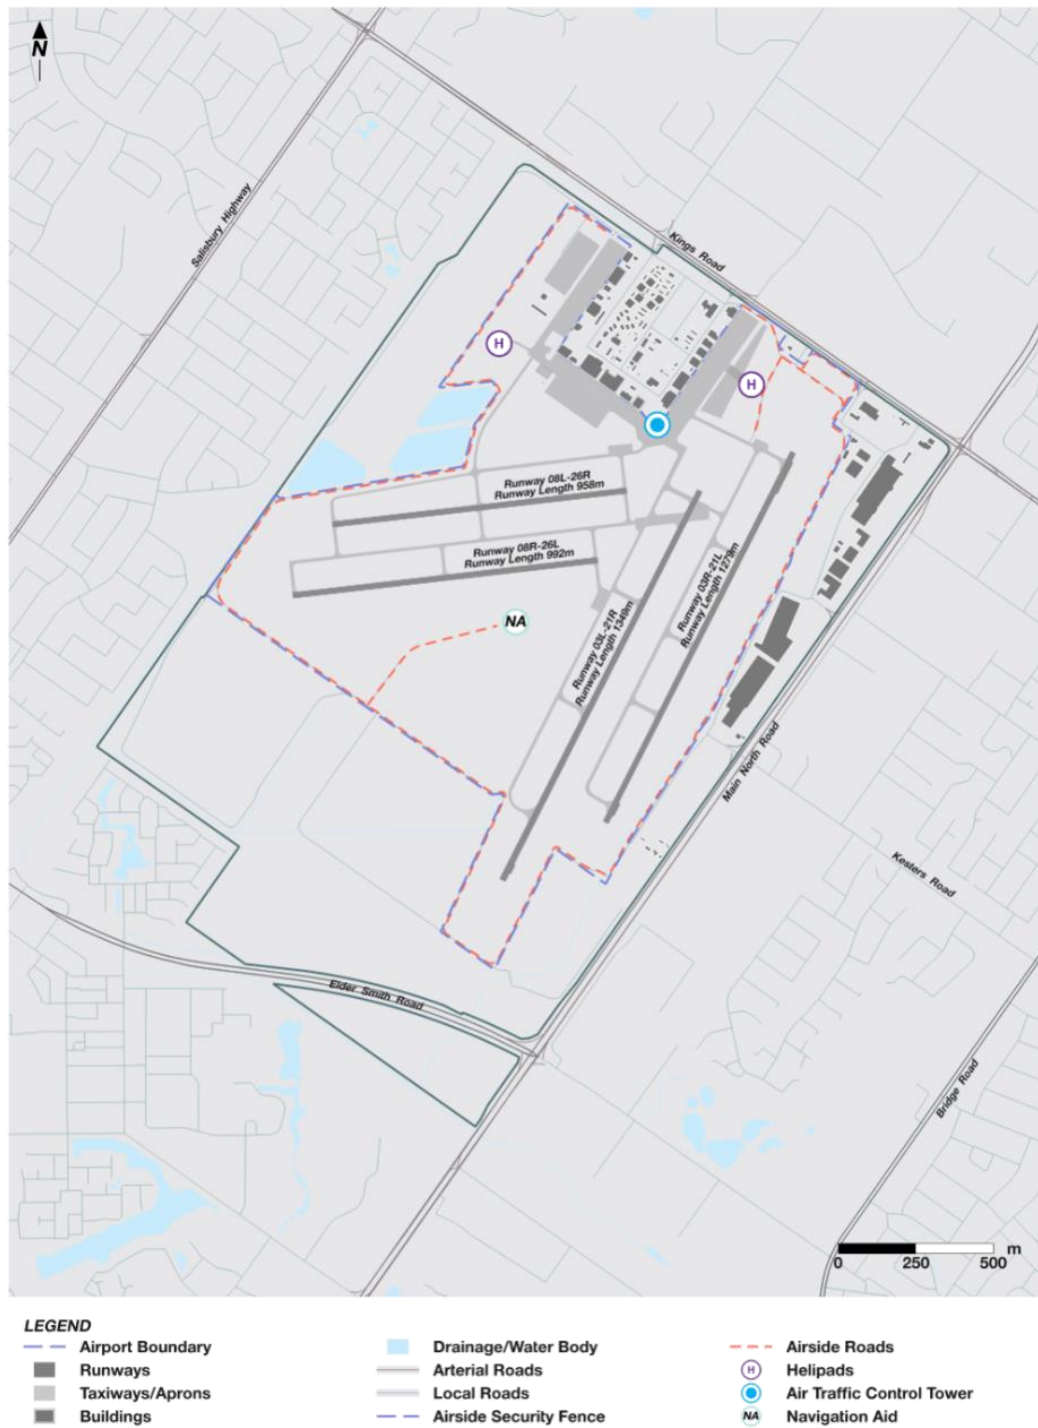 N
Salisbury Highway
Kings Road
H
H
Runway 08L-26R
Runway Length 958m
Runway 08R-26L
Runway Length 992m
NA
Runway 03L-21R
Runway Length 1349m
Runway 03R-21L
Runway Length 1279m
Main North Road
Kesters Road
Elder Smith Road
Bridge Road
m
0 250 500
LEGEND
Airport Boundary
Runways
Taxiways/Aprons
Buildings
Drainage/Water Body
Arterial Roads
Local Roads
Airside Security Fence
Airside Roads
H Helipads
Air Traffic Control Tower
NA Navigation Aid